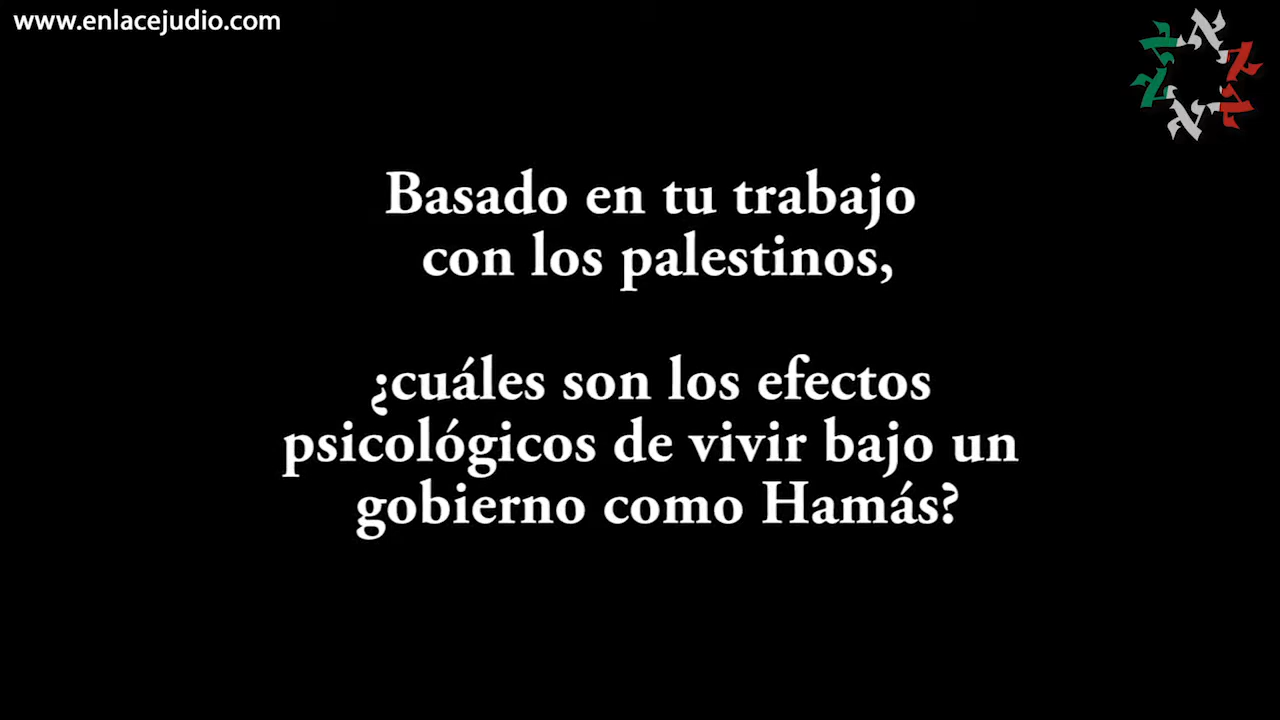 www.enlacejudio.com
Basado en tu trabajo
con los palestinos,
¿cuáles son los efectos
psicológicos de vivir bajo un
gobierno como Hamás?